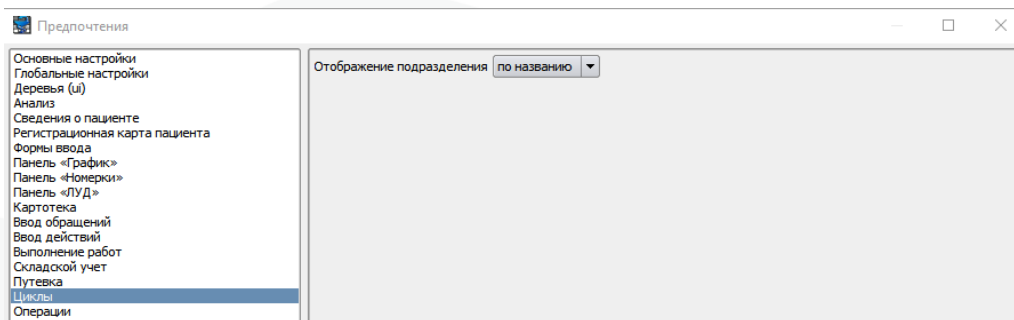 Предпочтения
Основные настройки
Глобальные настройки
Деревья (ui)
Анализ
Сведения о пациенте
Регистрационная карта пациента
Формы ввода
Панель «График»
Панель «Номерки»
Панель «ЛУД»
Картотека
Ввод обращений
Ввод действий
Выполнение работ
Складской учет
Путевка
Циклы
Операции
Отображение подразделения по названию